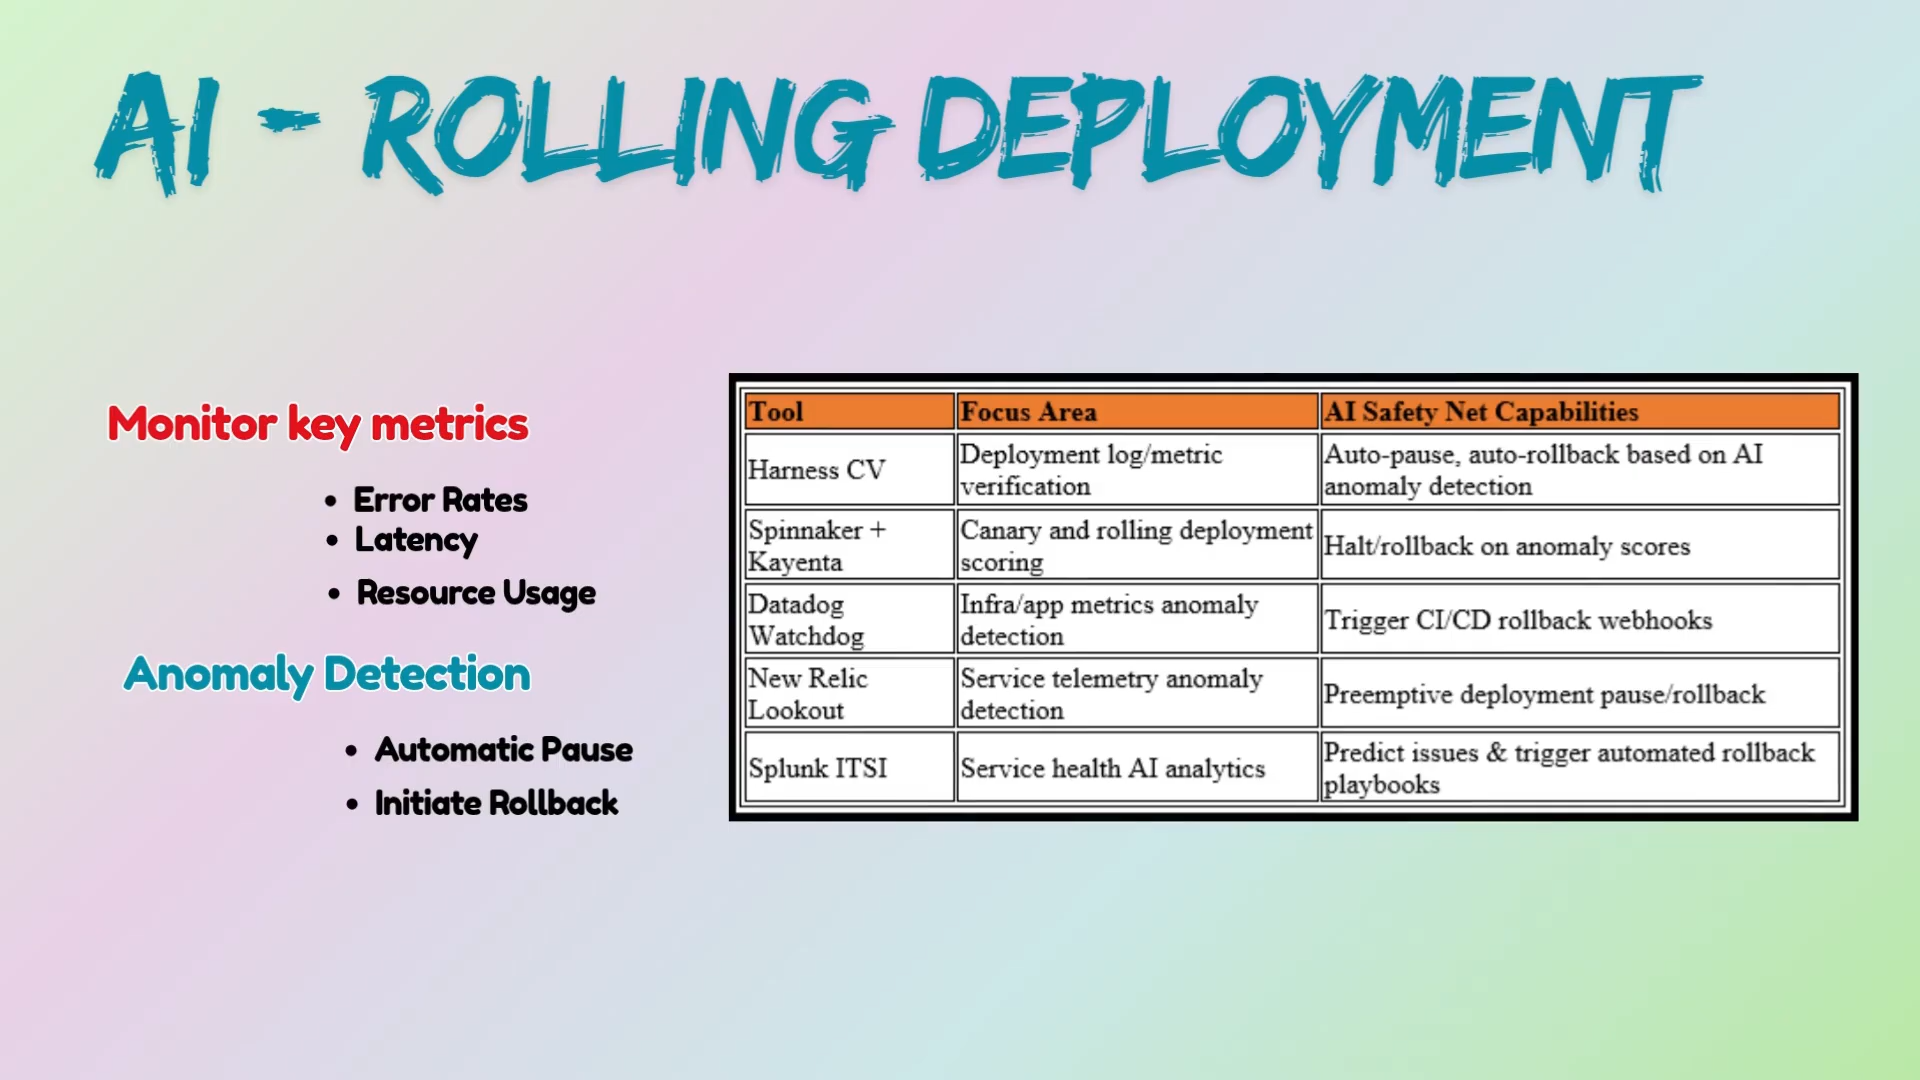 AI - ROLLING DEPLOYMENT
Monitor key metrics
• Error Rates
• Latency
• Resource Usage
Anomaly Detection
• Automatic Pause
• Initiate Rollback
Tool Focus Area AI Safety Net Capabilities
Harness CV Deployment log/metric verification Auto-pause, auto-rollback based on AI anomaly detection
Spinnaker + Kayenta Canary and rolling deployment scoring Halt/rollback on anomaly scores
Datadog Watchdog Infra/app metrics anomaly detection Trigger CI/CD rollback webhooks
New Relic Lookout Service telemetry anomaly detection Preemptive deployment pause/rollback
Splunk ITSI Service health AI analytics Predict issues & trigger automated rollback playbooks